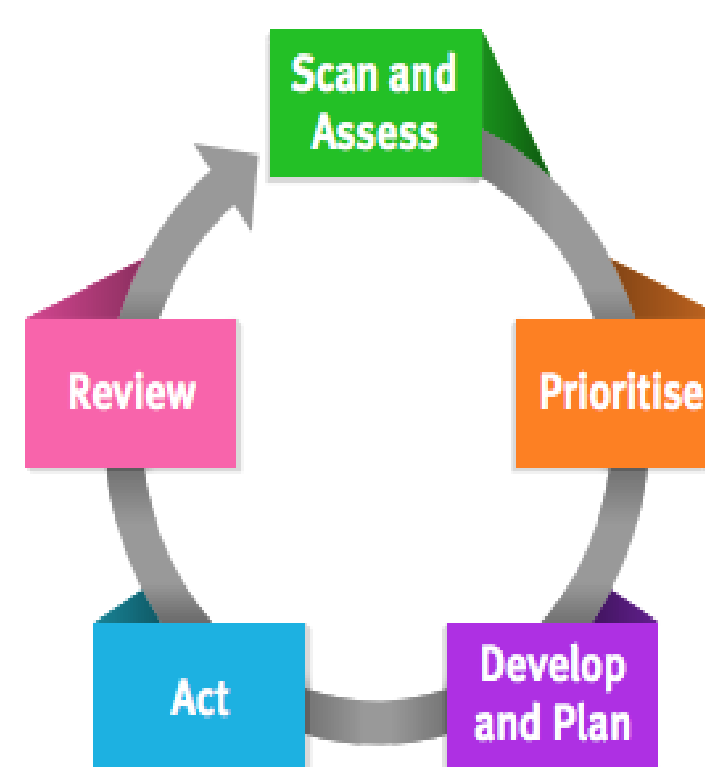 Scan and
Assess
Prioritise
Develop
and Plan
Act
Review